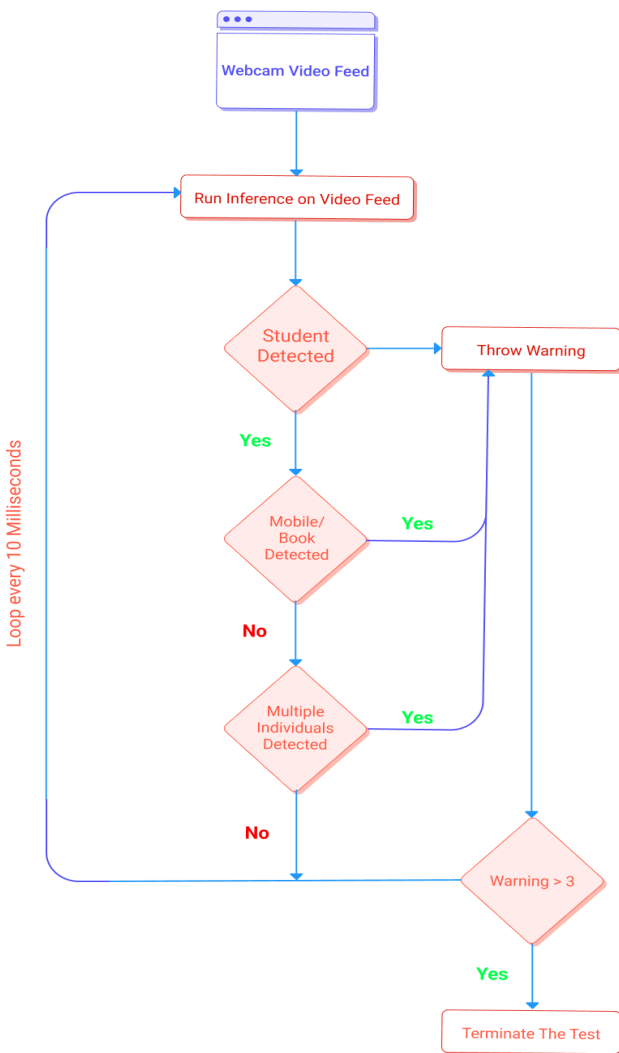 Webcam Video Feed
Run Inference on Video Feed
Student
Detected
Throw Warning
Yes
Mobile/
Book
Detected
Yes
No
Multiple
Individuals
Detected
Yes
No
Loop every 10 Milliseconds
Warning > 3
Yes
Terminate The Test